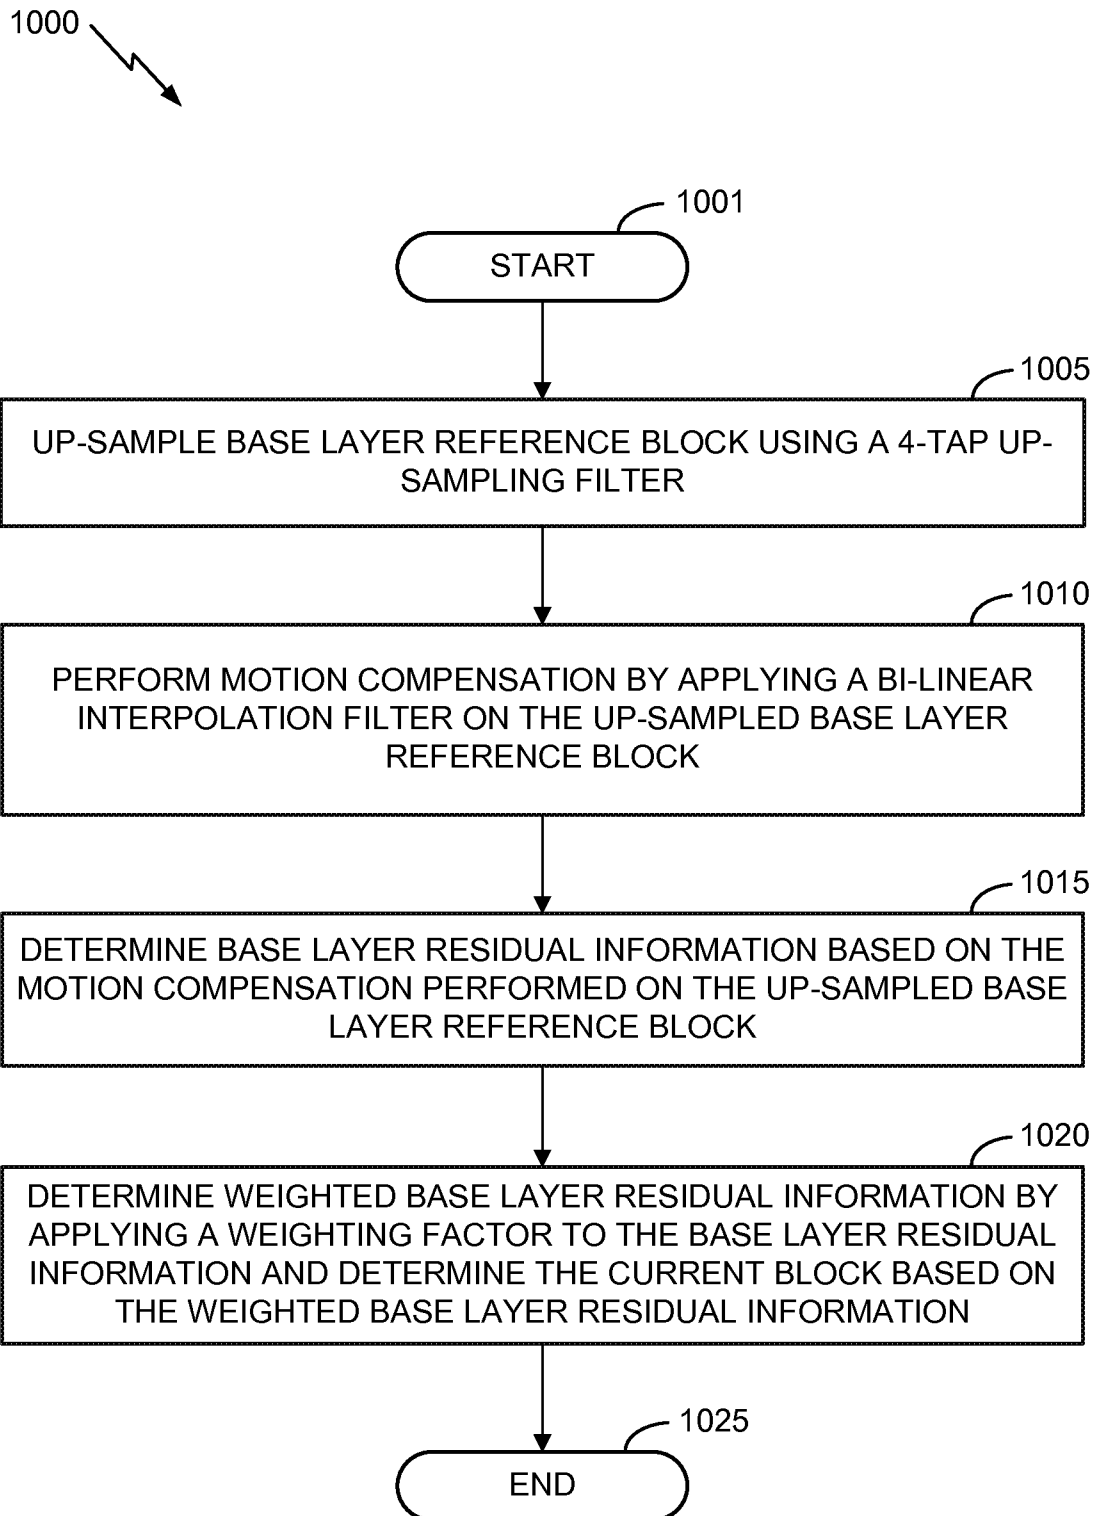 1000
1001
START
1005
UP-SAMPLE BASE LAYER REFERENCE BLOCK USING A 4-TAP UP-
SAMPLING FILTER
1010
PERFORM MOTION COMPENSATION BY APPLYING A BI-LINEAR
INTERPOLATION FILTER ON THE UP-SAMPLED BASE LAYER
REFERENCE BLOCK
1015
DETERMINE BASE LAYER RESIDUAL INFORMATION BASED ON THE
MOTION COMPENSATION PERFORMED ON THE UP-SAMPLED BASE
LAYER REFERENCE BLOCK
1020
DETERMINE WEIGHTED BASE LAYER RESIDUAL INFORMATION BY
APPLYING A WEIGHTING FACTOR TO THE BASE LAYER RESIDUAL
INFORMATION AND DETERMINE THE CURRENT BLOCK BASED ON
THE WEIGHTED BASE LAYER RESIDUAL INFORMATION
1025
END